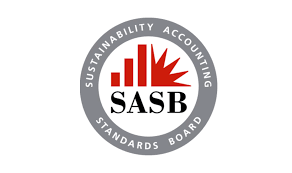 SUSTAINABILITY ACCOUNTING
SASB
STANDARDS BOARD